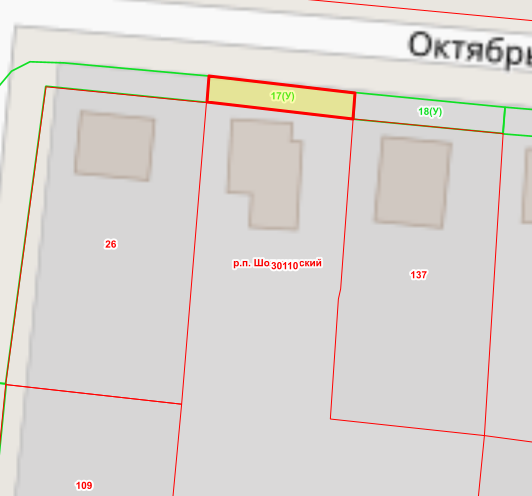 Октябрь
17(У)
18(У)
26
р.п. Шо
30110
ский
137
109